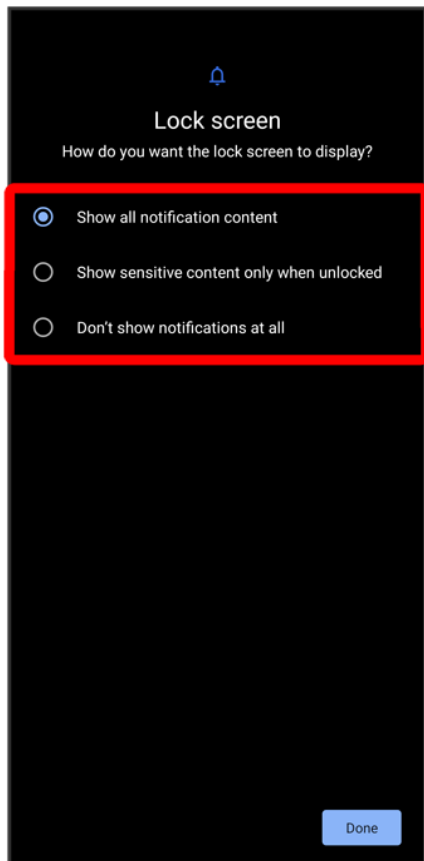 Lock screen
How do you want the lock screen to display?
Show all notification content
Show sensitive content only when unlocked
Don't show notifications at all
Done